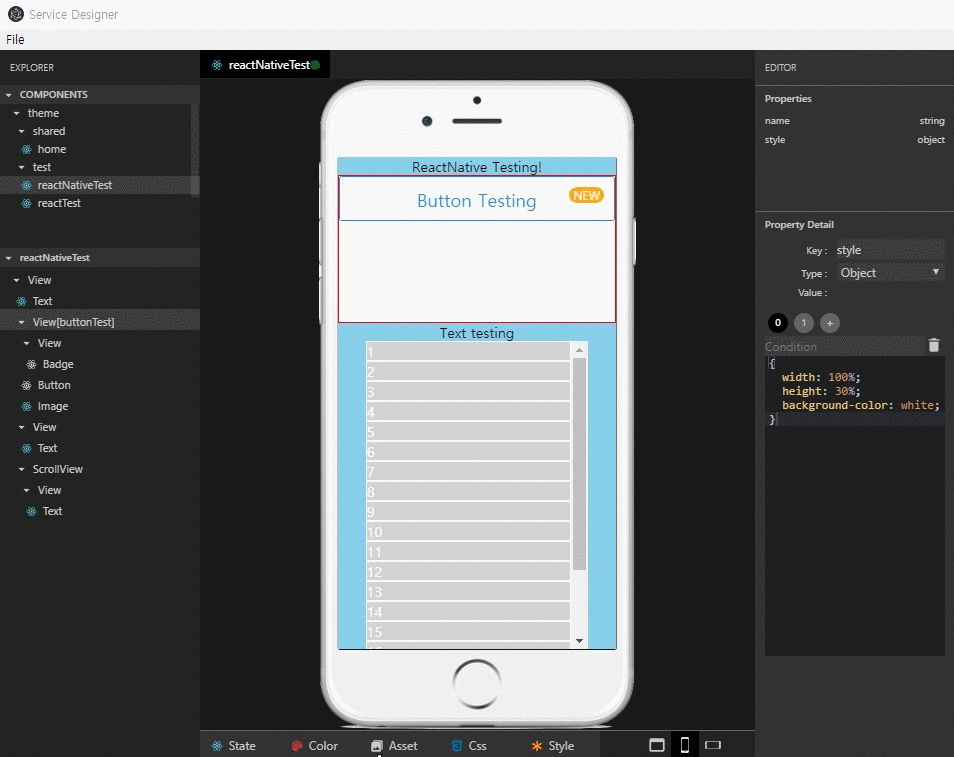 Service Designer
File
EXPLORER
COMPONENTS
theme
shared
home
test
reactNativeTest
reactTest
reactNativeTest
View
Text
View[buttonTest]
View
Badge
Button
Image
View
Text
ScrollView
View
Text
reactNativeTest
ReactNative Testing!
Button Testing
NEW
Text testing
1
2
3
4
5
6
7
8
9
10
11
12
13
14
15
State
Color
Asset
Css
Style
EDITOR
Properties
name string
style object
Property Detail
Key : style
Type : Object
Value :
0 1 +
Condition
{
width: 100%;
height: 30%;
background-color: white;
}